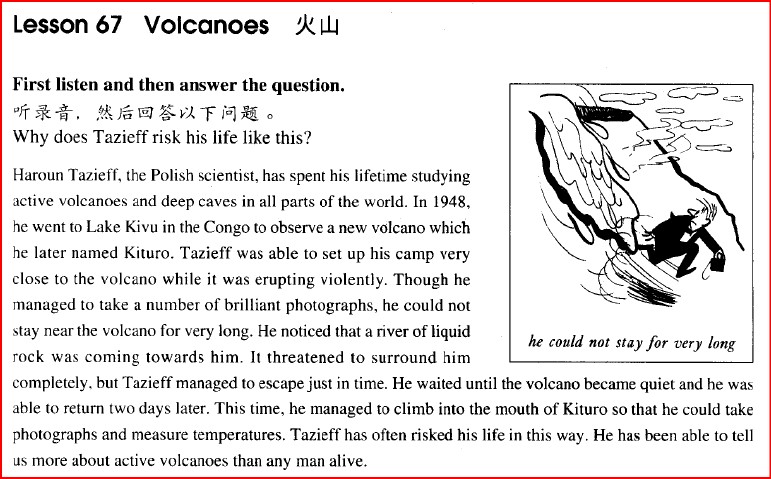 Lesson 67 Volcanoes 火山
First listen and then answer the question.
听录音，然后回答以下问题。
Why does Tazieff risk his life like this?
Haroun Tazieff, the Polish scientist, has spent his lifetime studying
active volcanoes and deep caves in all parts of the world. In 1948,
he went to Lake Kivu in the Congo to observe a new volcano which
he later named Kituro. Tazieff was able to set up his camp very
close to the volcano while it was erupting violently. Though he
managed to take a number of brilliant photographs, he could not
stay near the volcano for very long. He noticed that a river of liquid
rock was coming towards him. It threatened to surround him
completely, but Tazieff managed to escape just in time. He waited until the volcano became quiet and he was
able to return two days later. This time, he managed to climb into the mouth of Kituro so that he could take
photographs and measure temperatures. Tazieff has often risked his life in this way. He has been able to tell
us more about active volcanoes than any man alive.
he could not stay for very long